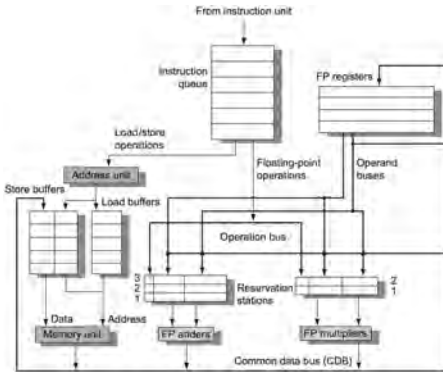 From instruction unit
Instruction
queue
FP registers
Load/store
operations
Address unit
Floating-point
operations
Operand
buses
Store buffers
Load buffers
Operation bus
3
2
1
Reservation
stations
2
1
Data
Address
Memory unit
FP adders
FP multipliers
Common data bus (CDB)